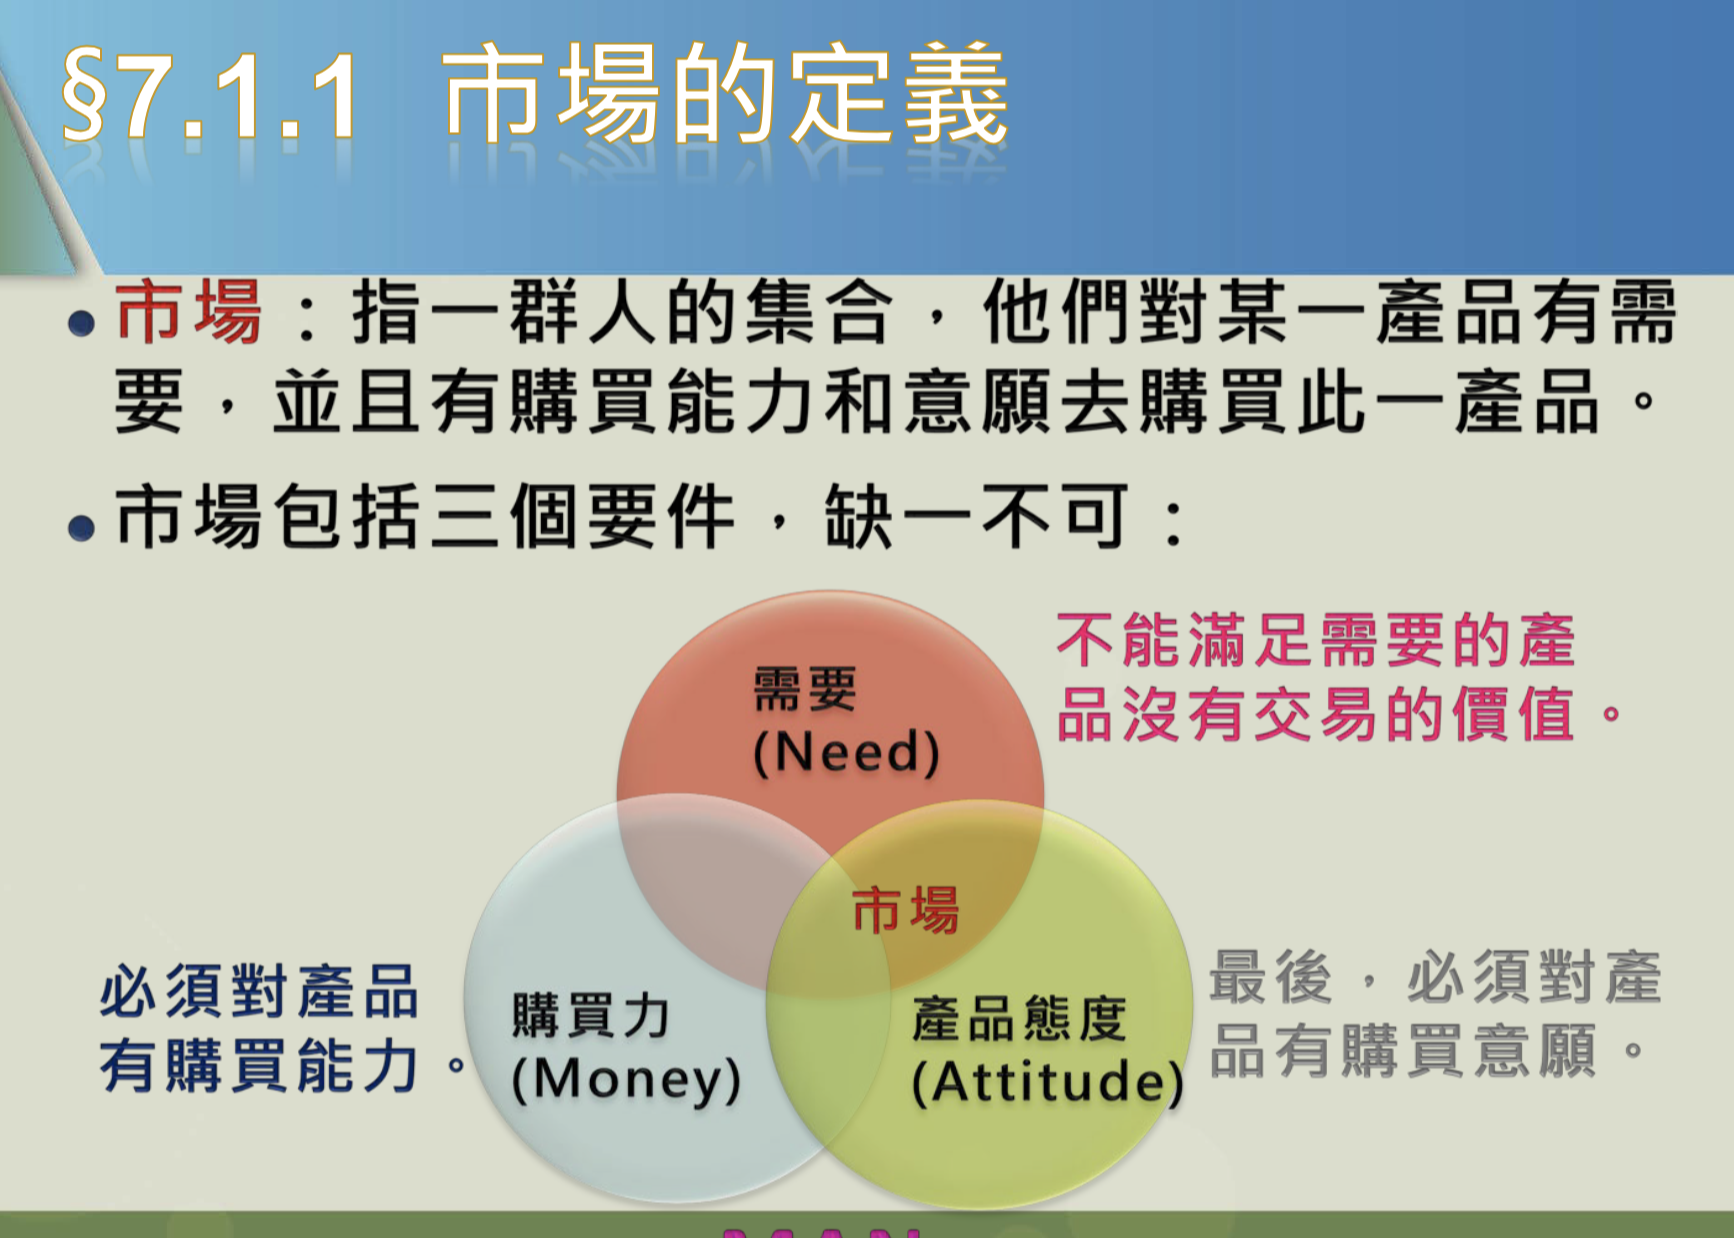 §7.1.1 市場的定義
市場：指一群人的集合，他們對某一產品有需
要，並且有購買能力和意願去購買此一產品。
市場包括三個要件，缺一不可：
不能滿足需要的產
品沒有交易的價值。
需要
(Need)
市場
必須對產品
有購買能力。
購買力
(Money)
產品態度
(Attitude)
最後，必須對產
品有購買意願。